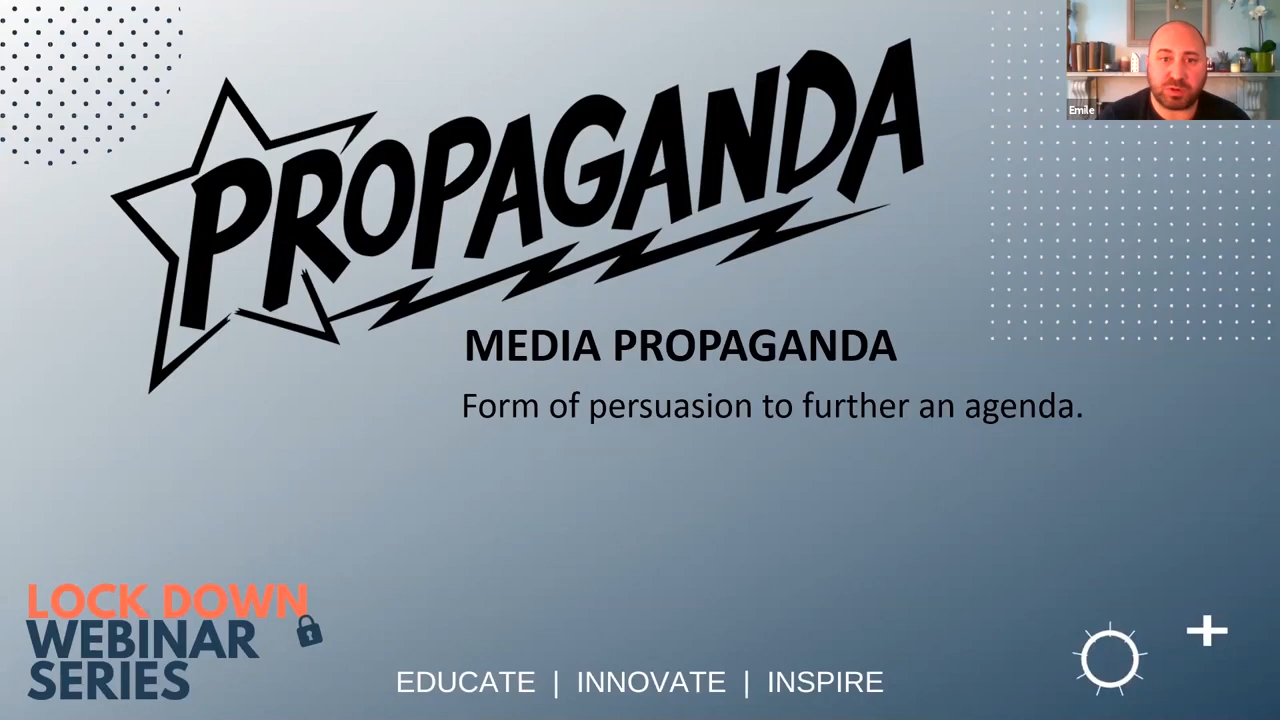 PROPAGANDA
Emile
MEDIA PROPAGANDA
Form of persuasion to further an agenda.
LOCK DOWN
WEBINAR
SERIES
EDUCATE | INNOVATE | INSPIRE